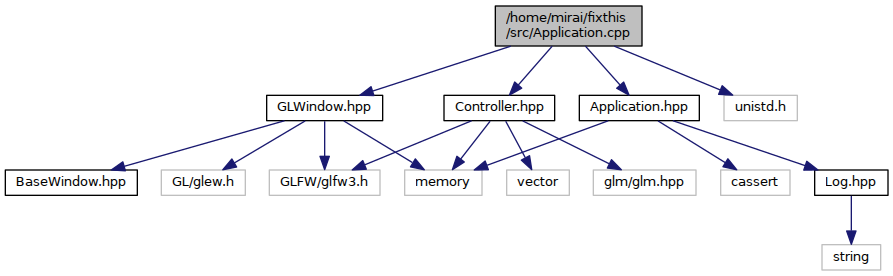 /home/mirai/fixthis
/src/Application.cpp
GLWindow.hpp
Controller.hpp
Application.hpp
unistd.h
BaseWindow.hpp
GL/glew.h
GLFW/glfw3.h
memory
vector
glm/glm.hpp
cassert
Log.hpp
string